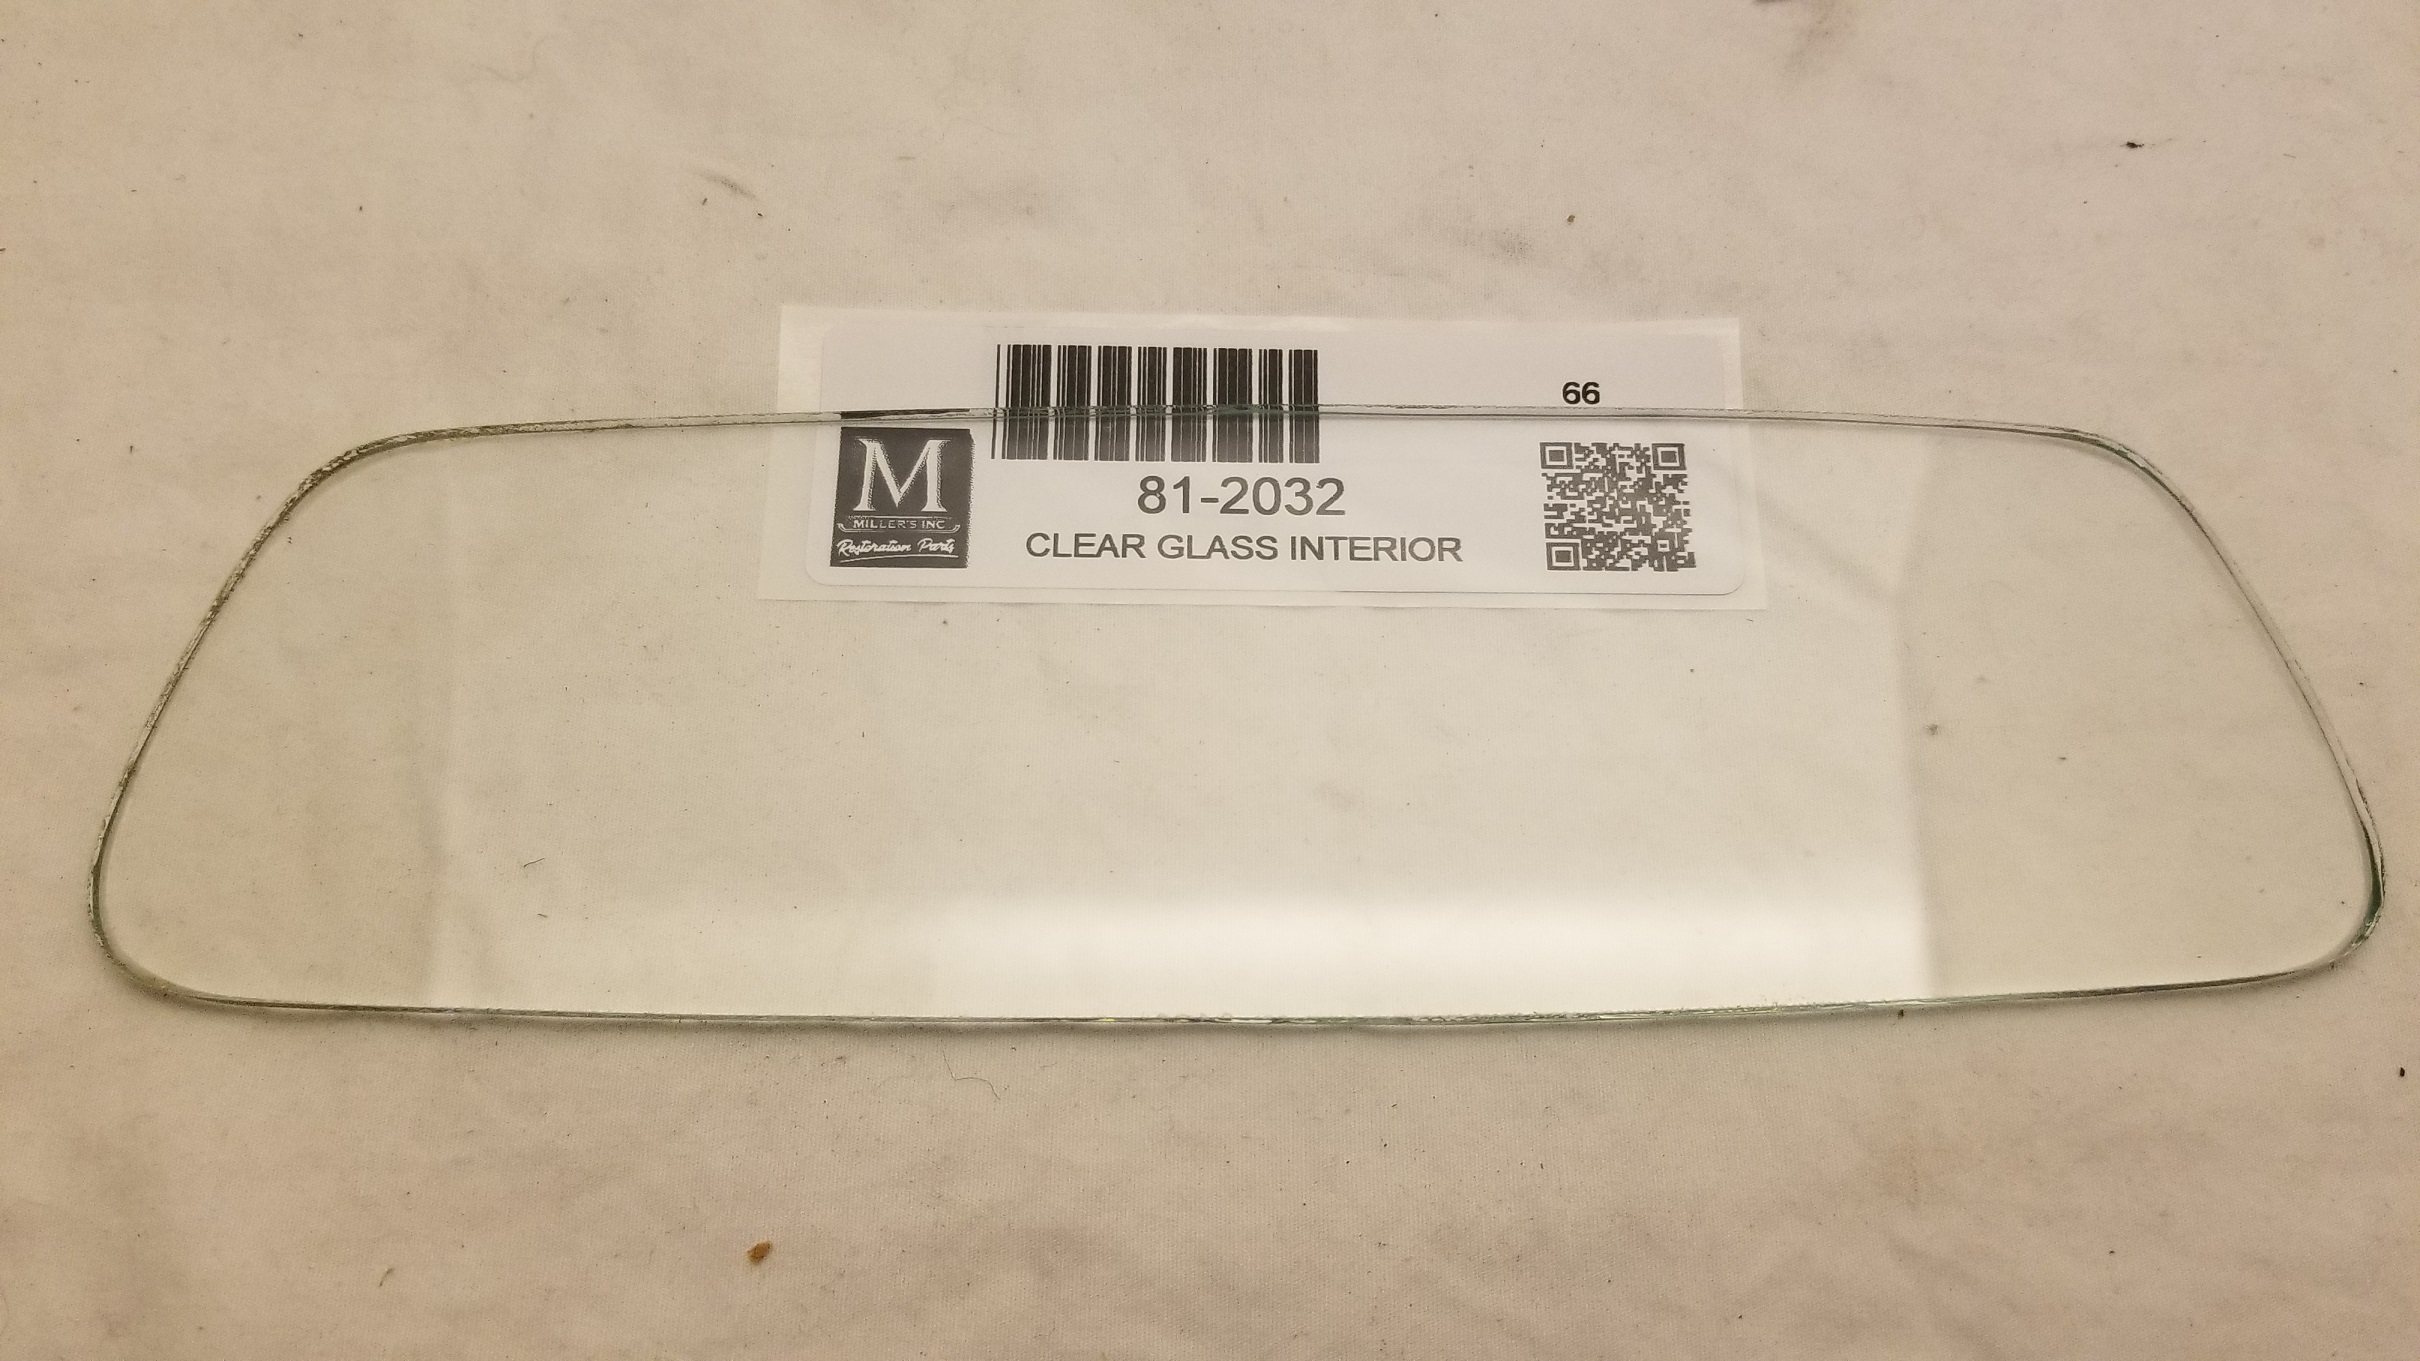 66
M
MILLER'S INC
Restoration Parts
81-2032
CLEAR GLASS INTERIOR